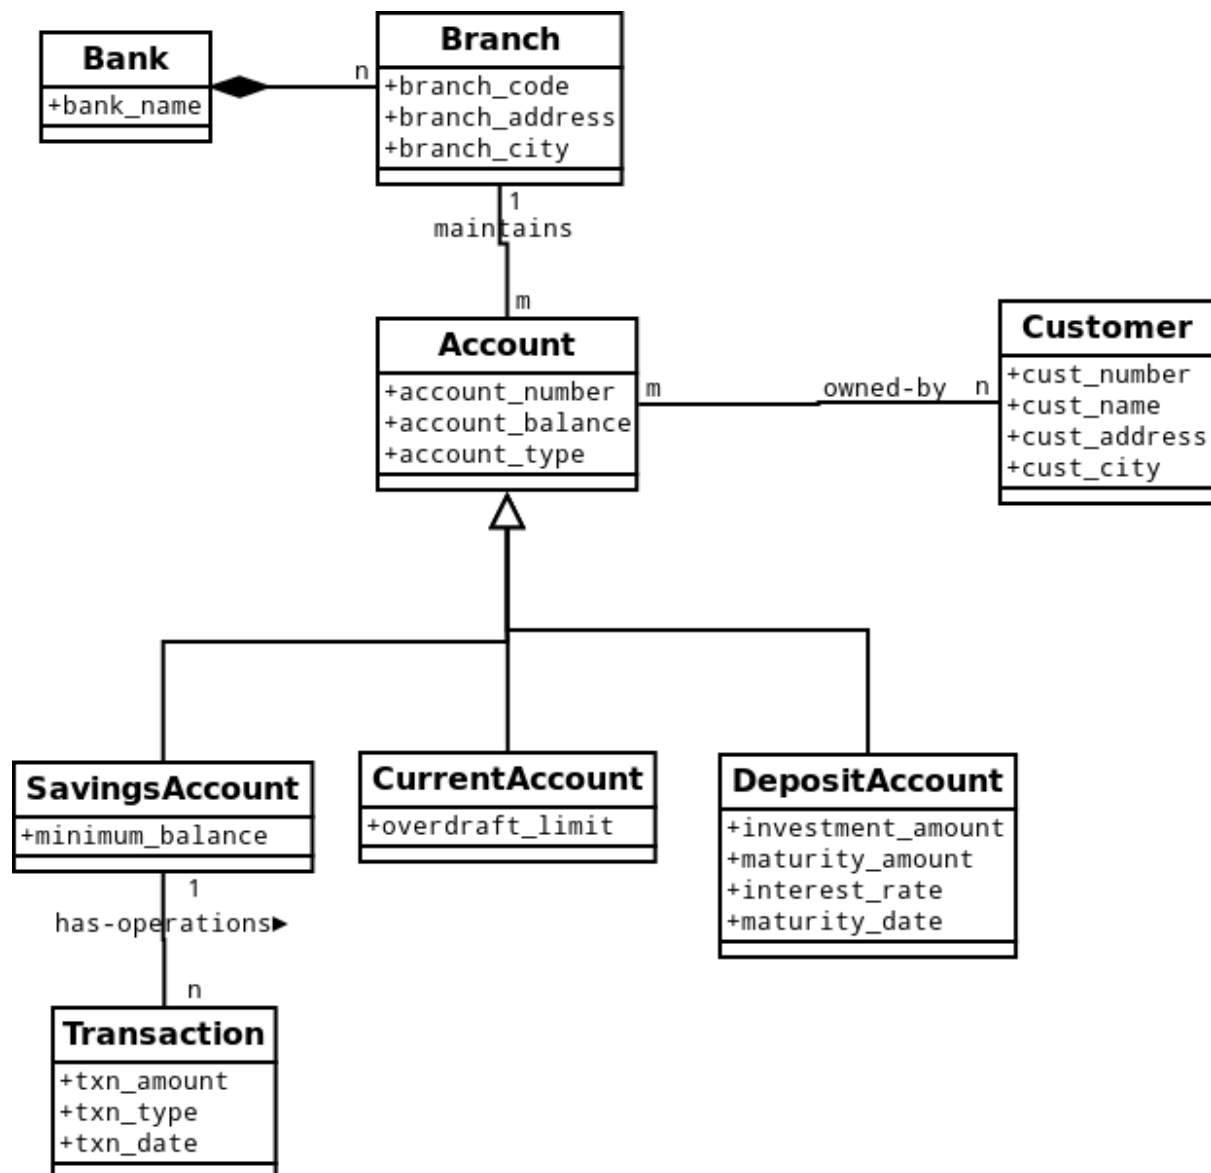 Bank
+bank_name
n
Branch
+branch_code
+branch_address
+branch_city
1
maintains
m
Account
+account_number
+account_balance
+account_type
m
owned-by
n
Customer
+cust_number
+cust_name
+cust_address
+cust_city
SavingsAccount
+minimum_balance
CurrentAccount
+overdraft_limit
DepositAccount
+investment_amount
+maturity_amount
+interest_rate
+maturity_date
1
has-operations►
n
Transaction
+txn_amount
+txn_type
+txn_date